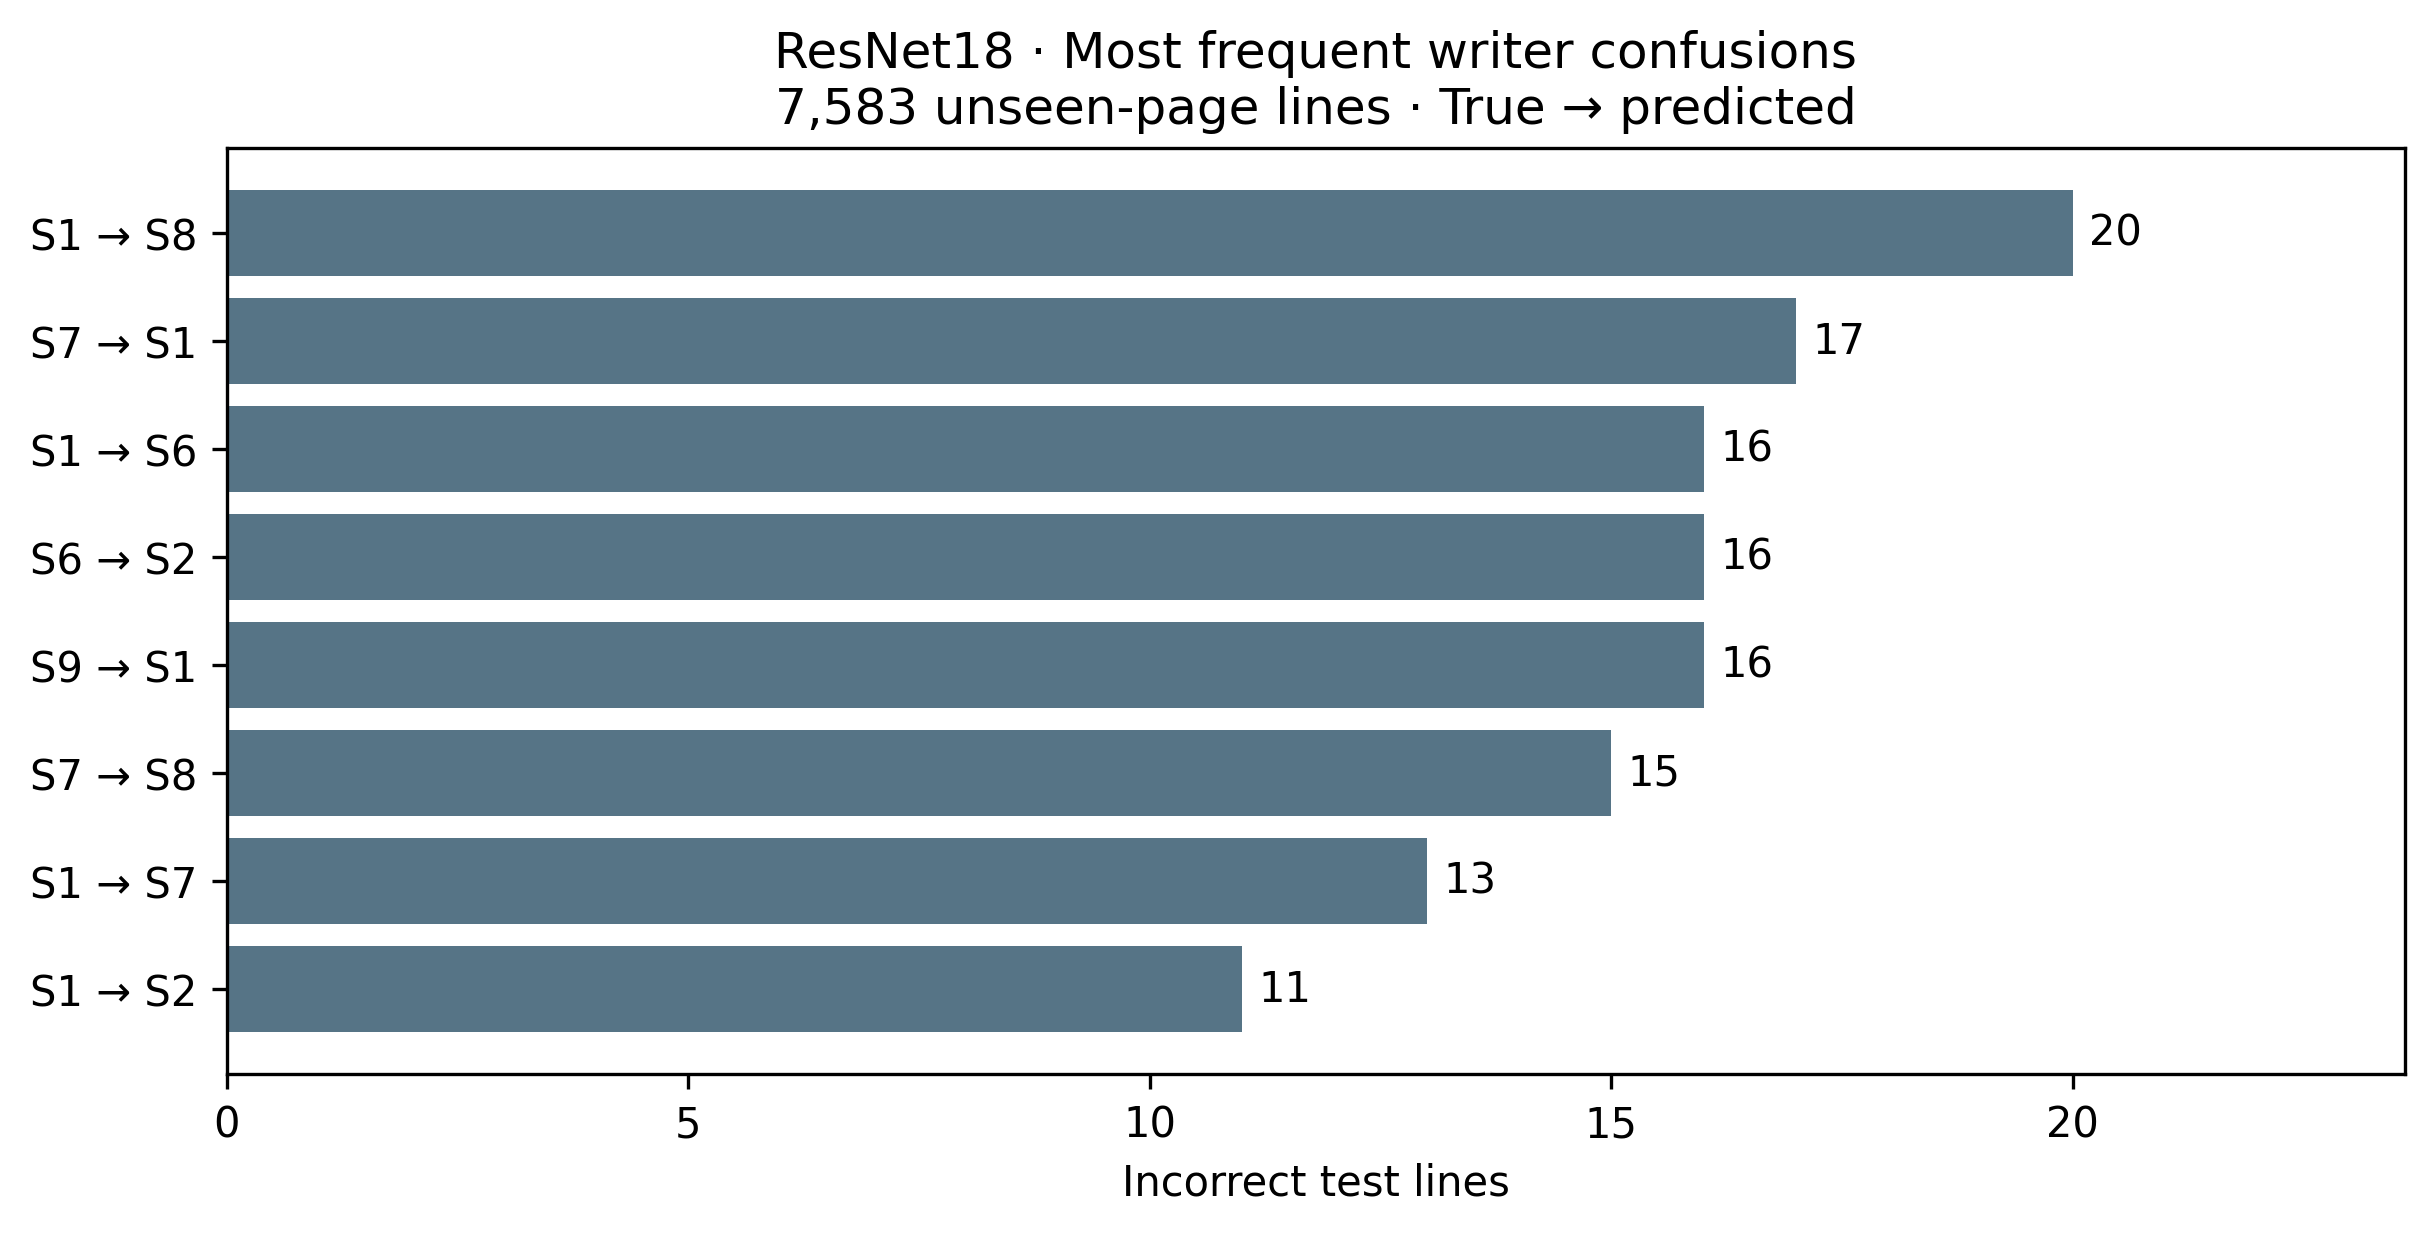 ResNet18 · Most frequent writer confusions
7,583 unseen-page lines · True → predicted
S1 → S8 20
S7 → S1 17
S1 → S6 16
S6 → S2 16
S9 → S1 16
S7 → S8 15
S1 → S7 13
S1 → S2 11
0 5 10 15 20
Incorrect test lines